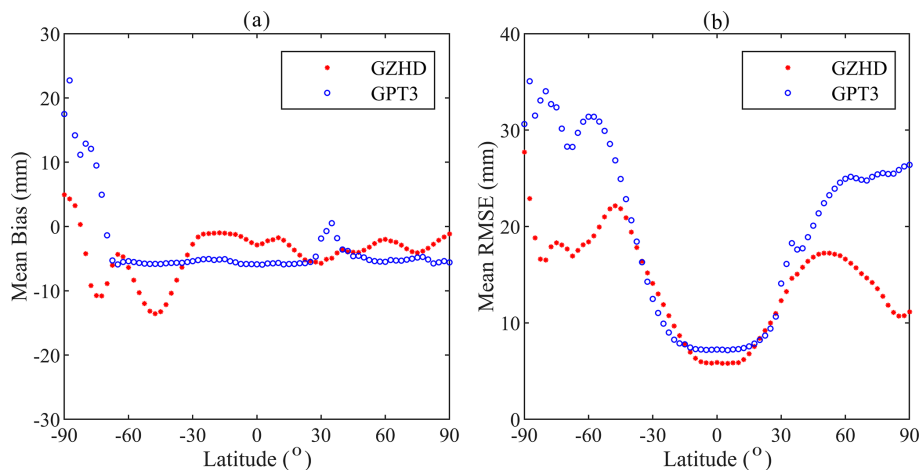 (a)
30
20
10
0
-10
-20
-30
Mean Bias (mm)
GZHD
GPT3
-90 -60 -30 0 30 60 90
Latitude (°)
(b)
40
30
20
10
0
Mean RMSE (mm)
GZHD
GPT3
-90 -60 -30 0 30 60 90
Latitude (°)